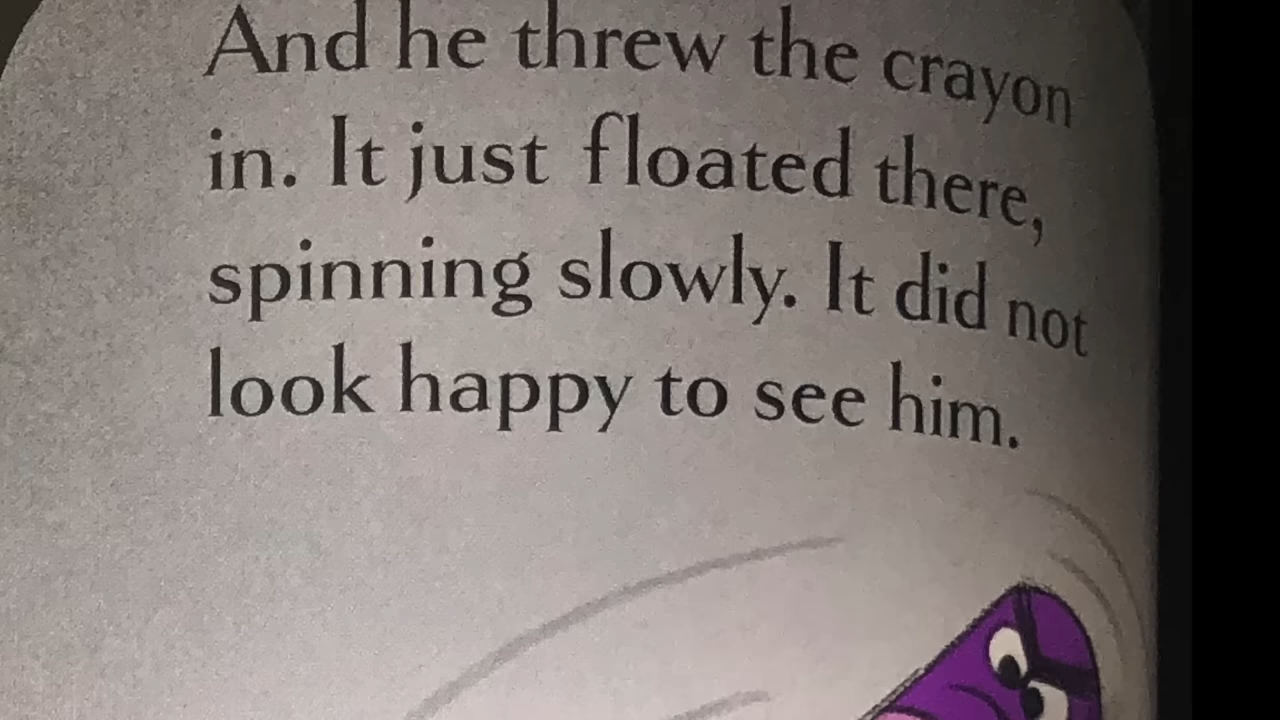 And he threw the crayon
in. It just floated there,
spinning slowly. It did not
look happy to see him.